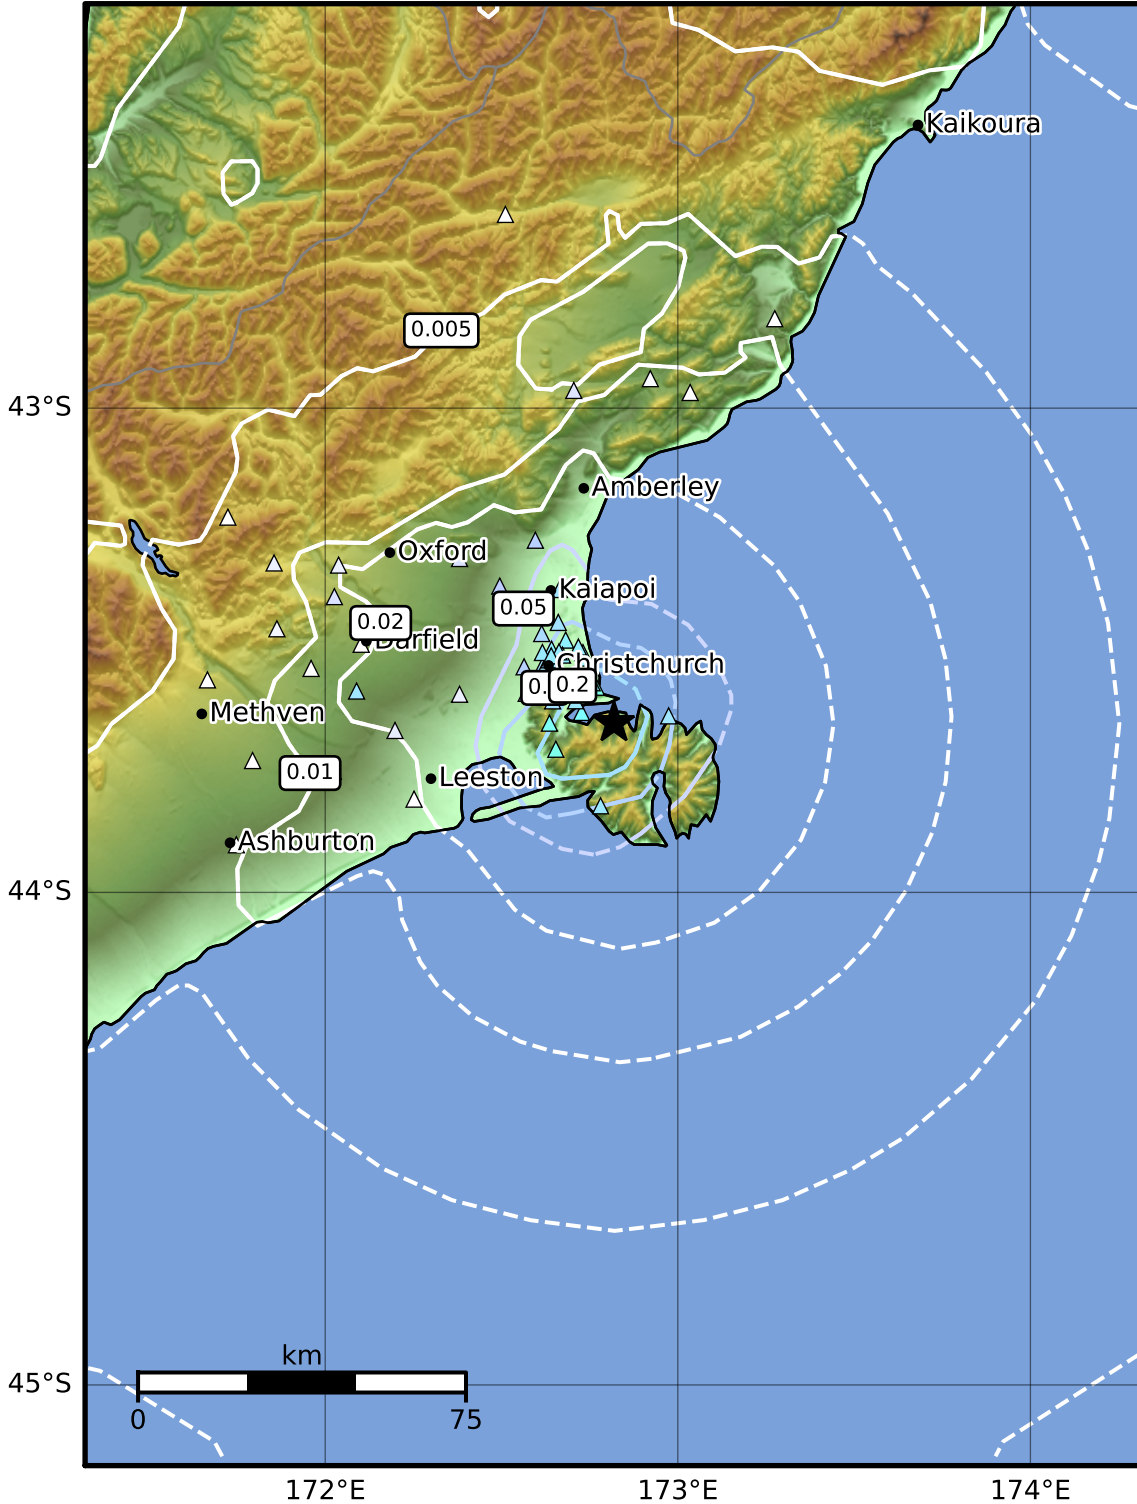 Kaikoura
0.005
43°S
Amberley
Oxford
Kaiapoi
0.05
0.02
Darfield
Christchurch
0.2
Methven
0.01
Leeston
Ashburton
44°S
km
45°S
0
75
172°E
173°E
174°E